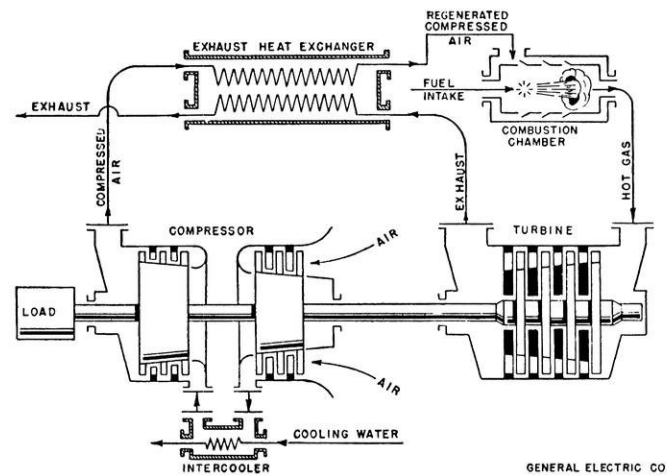 REGENERATED
COMPRESSED
AIR
EXHAUST HEAT EXCHANGER
FUEL
INTAKE
EXHAUST
COMBUSTION
CHAMBER
COMPRESSED
AIR
EXHAUST
HOT GAS
COMPRESSOR
AIR
TURBINE
LOAD
AIR
COOLING WATER
INTERCOOLER
GENERAL ELECTRIC CO